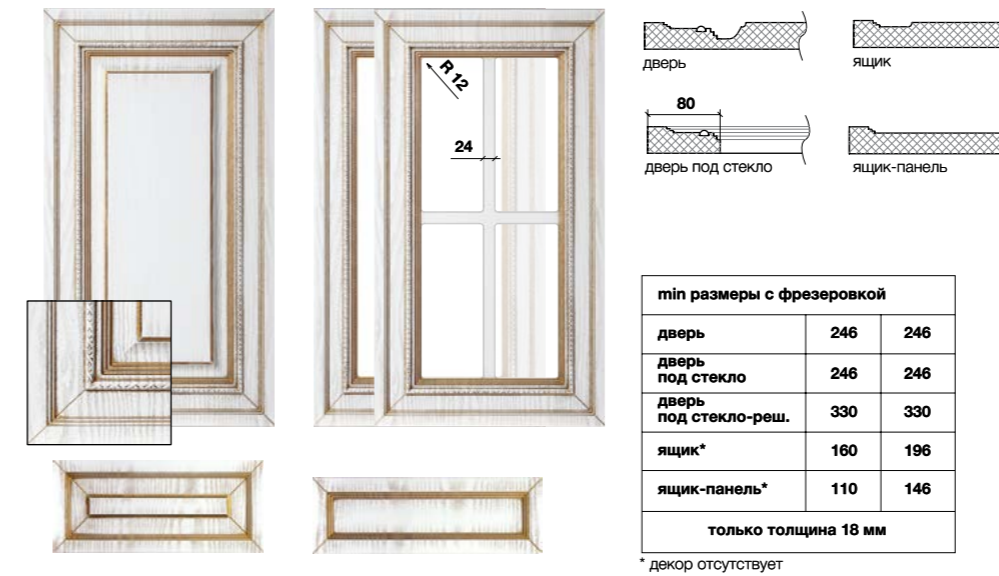 R 12
24
дверь
ящик
80
дверь под стекло
ящик-панель
min размеры с фрезеровкой
дверь 246 246
дверь
под стекло 246 246
дверь
под стекло-реш. 330 330
ящик* 160 196
ящик-панель* 110 146
только толщина 18 мм
* декор отсутствует